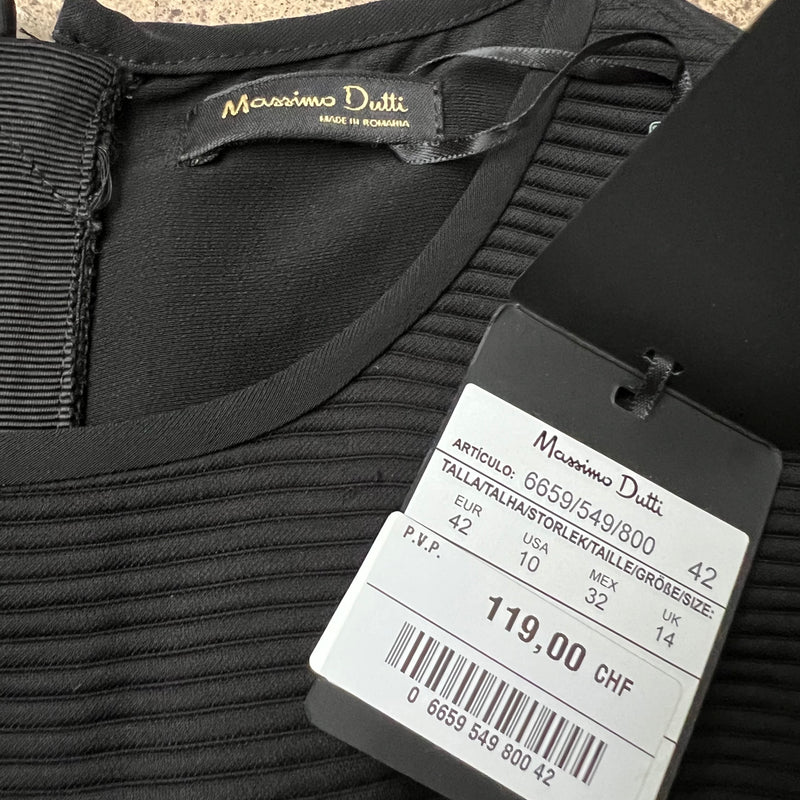 Massimo Dutti
MADE IN ROMANIA
Massimo Dutti
ARTÍCULO: 6659/549/800 42
TALLA/TALHA/STORLEK/TAILLE/GRÖßE/SIZE:
EUR USA MEX UK
42 10 32 14
P.V.P.
119,00 CHF
0 6659 549 800 42